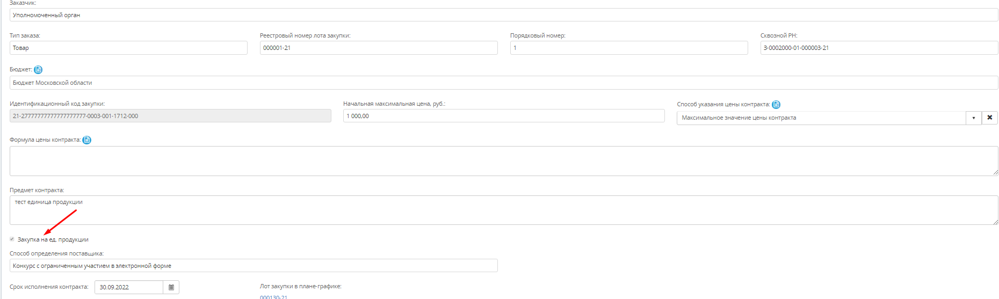 Заказчик:
Уполномоченный орган
Тип заказа:
Реестровый номер лота закупки:
Порядковый номер:
Сквозной РН:
Товар
000001-21
1
З-0002000-01-000003-21
Бюджет:
Бюджет Московской области
Идентификационный код закупки:
Начальная максимальная цена, руб.:
Способ указания цены контракта:
21-27777777777777777777-0003-001-1712-000
1 000,00
Максимальное значение цены контракта
Формула цены контракта:
Предмет контракта:
тест единица продукции
Закупка на ед. продукции
Способ определения поставщика:
Конкурс с ограниченным участием в электронной форме
Срок исполнения контракта:
30.09.2022
Лот закупки в плане-графике:
000130-21